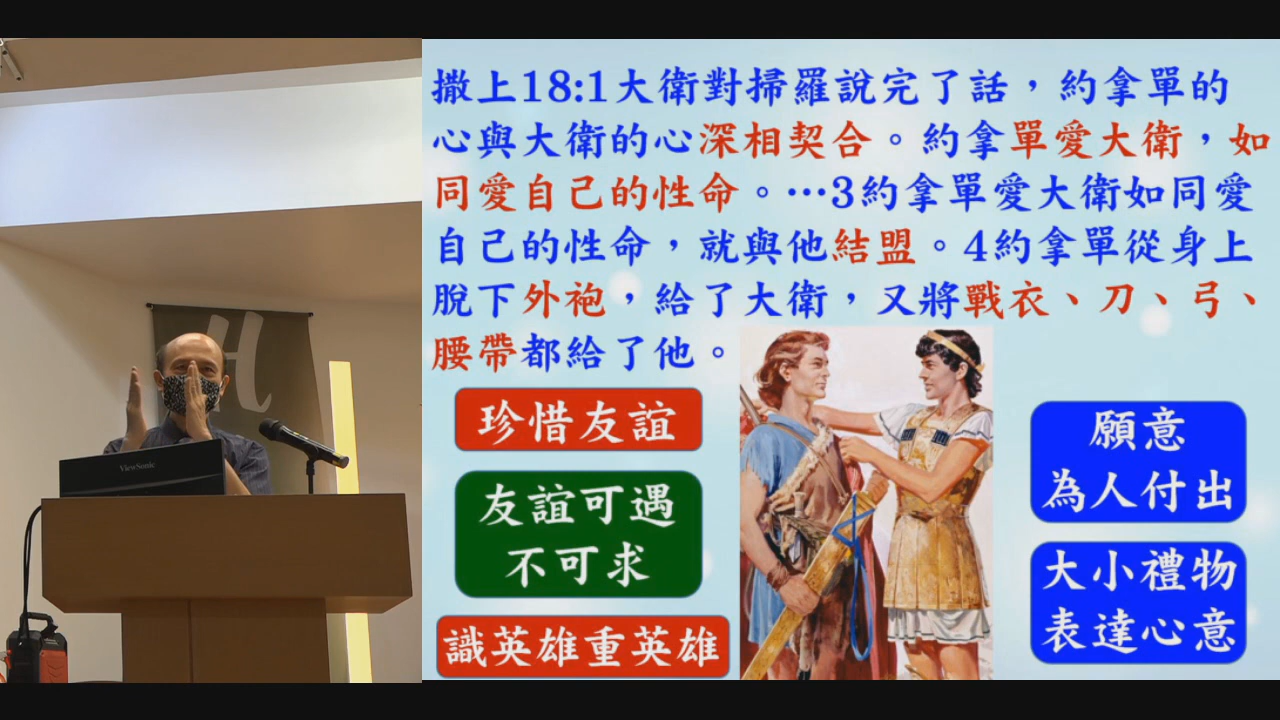 撒上18:1大衛對掃羅說完了話，約拿單的
心與大衛的心深相契合。約拿單愛大衛，如
同愛自己的性命。…3約拿單愛大衛如同愛
自己的性命，就與他結盟。4約拿單從身上
脫下外袍，給了大衛，又將戰衣、刀、弓、
腰帶都給了他。
珍惜友誼
友誼可遇
不可求
識英雄重英雄
願意
為人付出
大小禮物
表達心意
ViewSonic
H